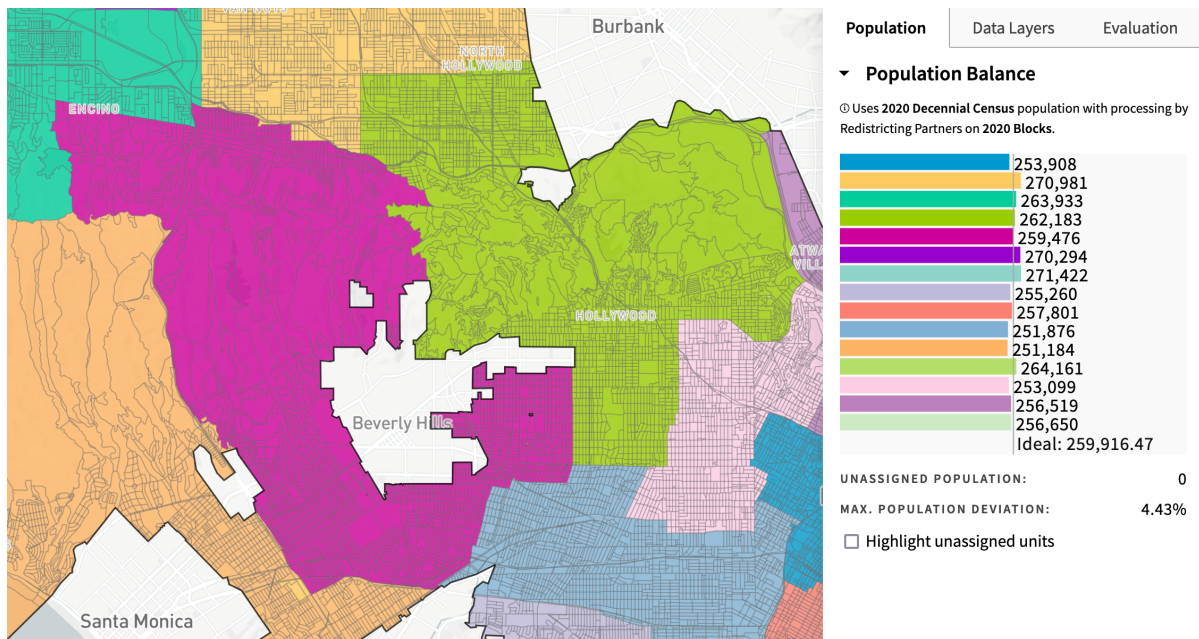 Burbank
NORTH
HOLLYWOOD
ENCINO
HOLLYWOOD
Beverly Hills
Santa Monica
Population
Data Layers
Evaluation
Population Balance
Uses 2020 Decennial Census population with processing by
Redistricting Partners on 2020 Blocks.
253,908
270,981
263,933
262,183
259,476
270,294
271,422
255,260
257,801
251,876
251,184
264,161
253,099
256,519
256,650
Ideal: 259,916.47
UNASSIGNED POPULATION: 0
MAX. POPULATION DEVIATION: 4.43%
Highlight unassigned units